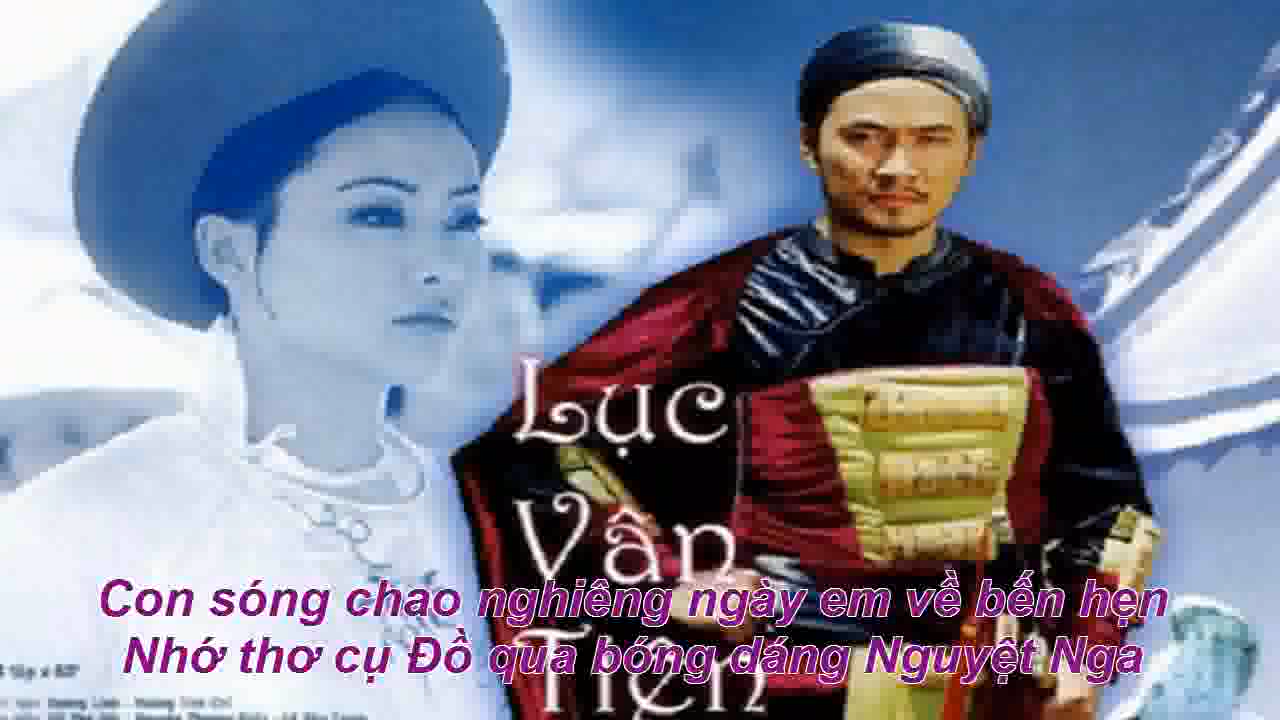 Lục
Vân
Tiên
Con sóng chao nghiêng ngày em về bến hẹn
Nhớ thơ cụ Đồ qua bóng dáng Nguyệt Nga